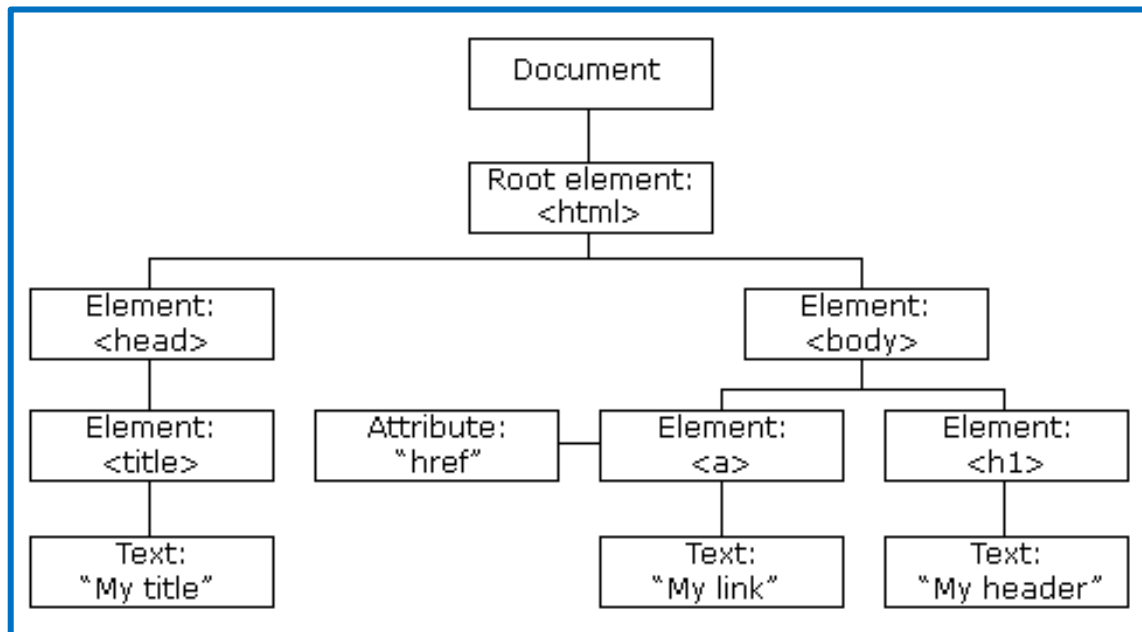 Document
Root element:
<html>
Element:
<head>
Element:
<body>
Element:
<title>
Attribute:
“href”
Element:
<a>
Element:
<h1>
Text:
“My title”
Text:
“My link”
Text:
“My header”